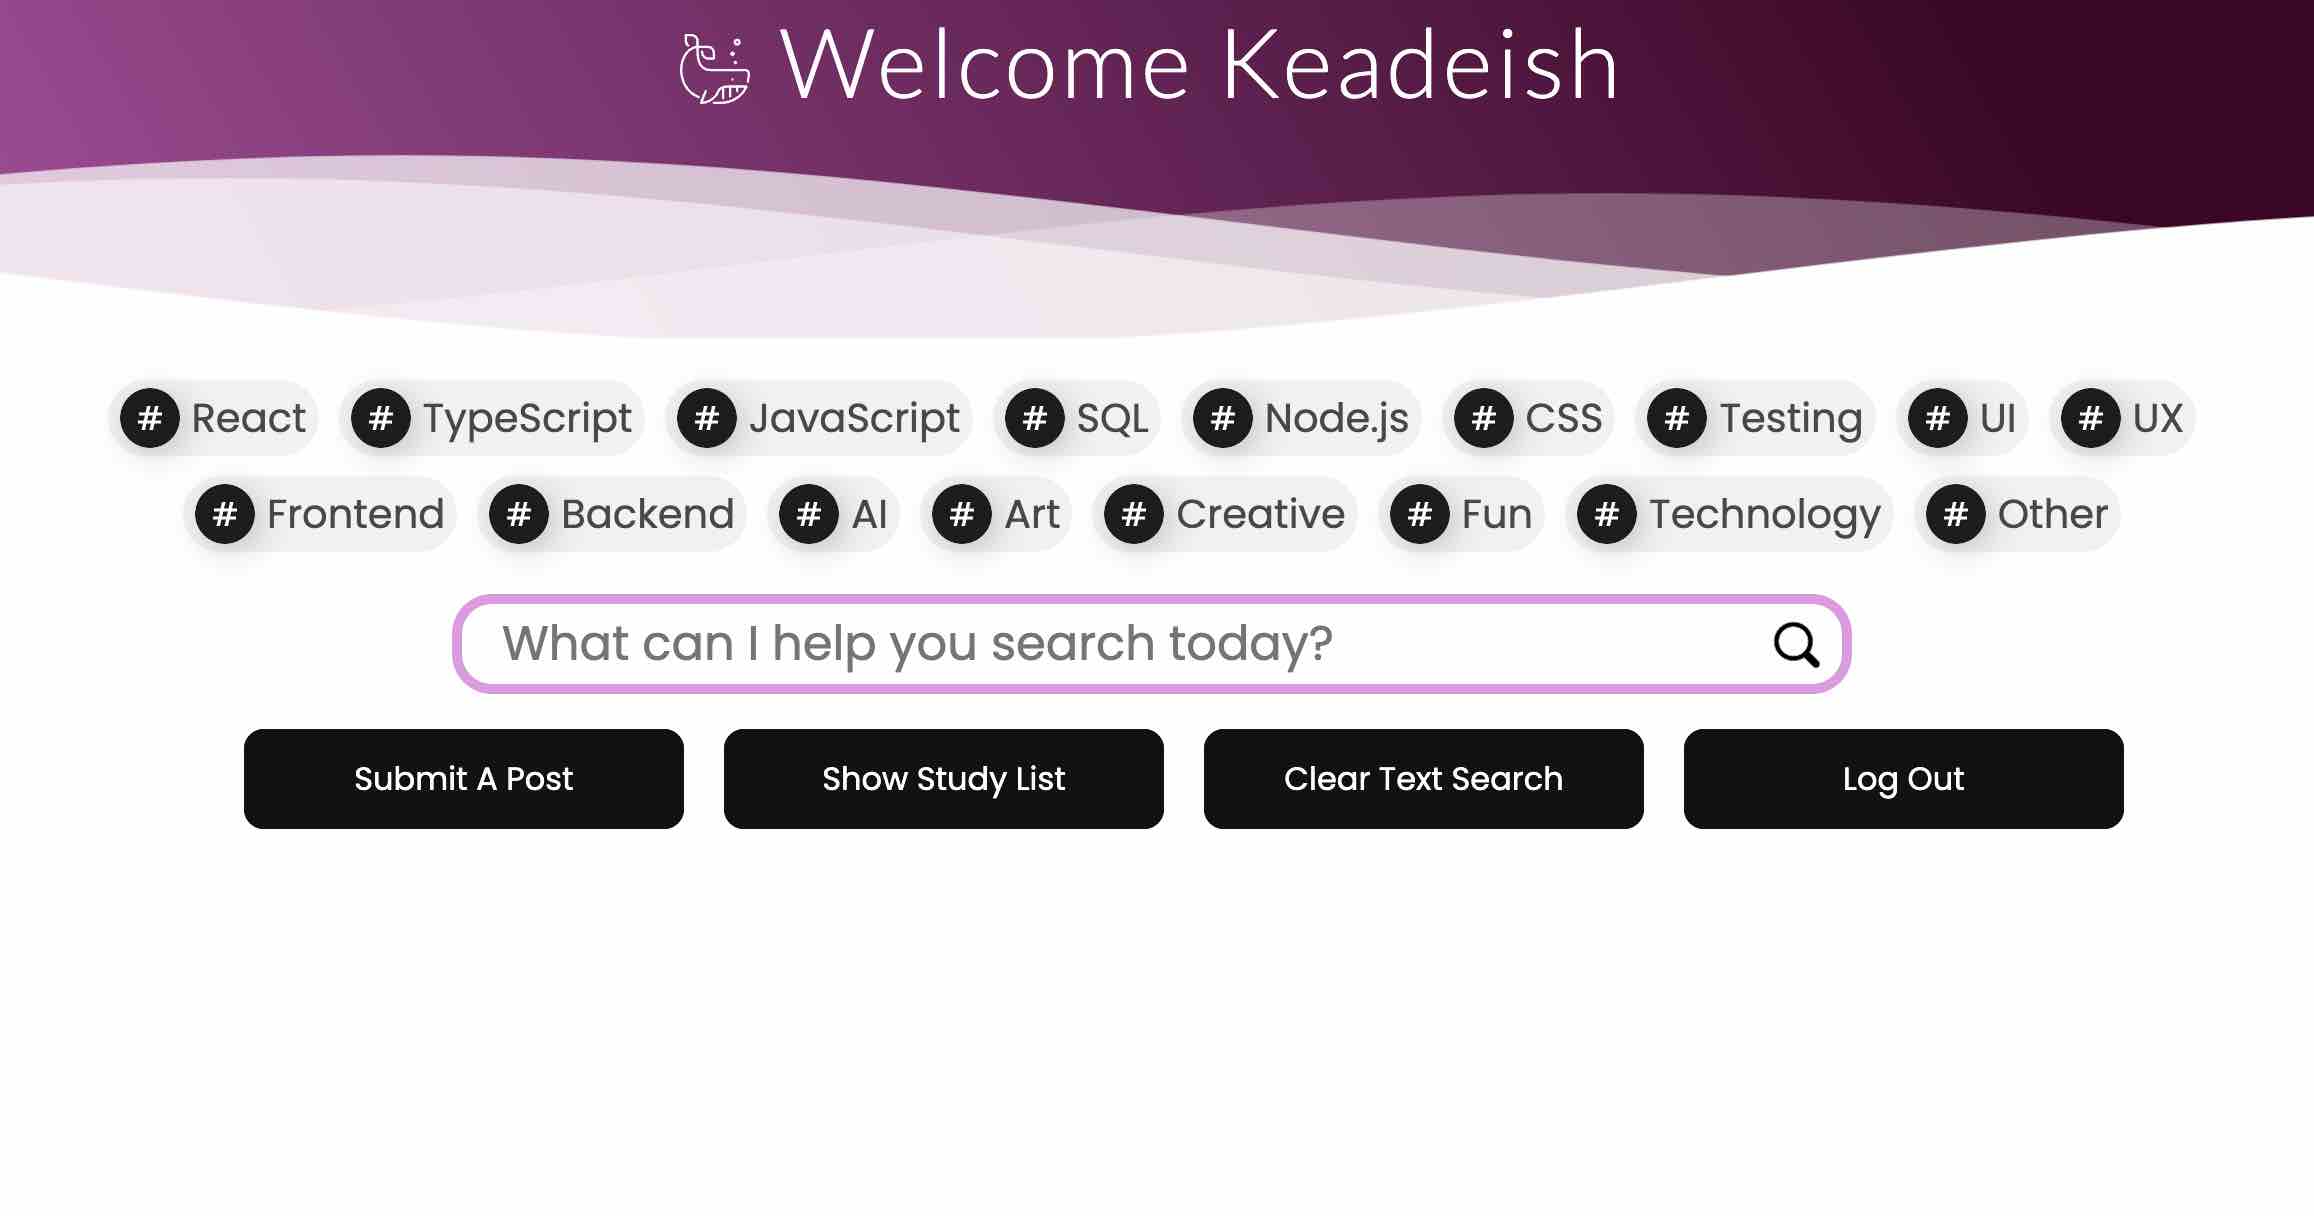 Welcome Keadeish
# React # TypeScript # JavaScript # SQL # Node.js # CSS # Testing # UI # UX
# Frontend # Backend # AI # Art # Creative # Fun # Technology # Other
What can I help you search today?
Submit A Post Show Study List Clear Text Search Log Out